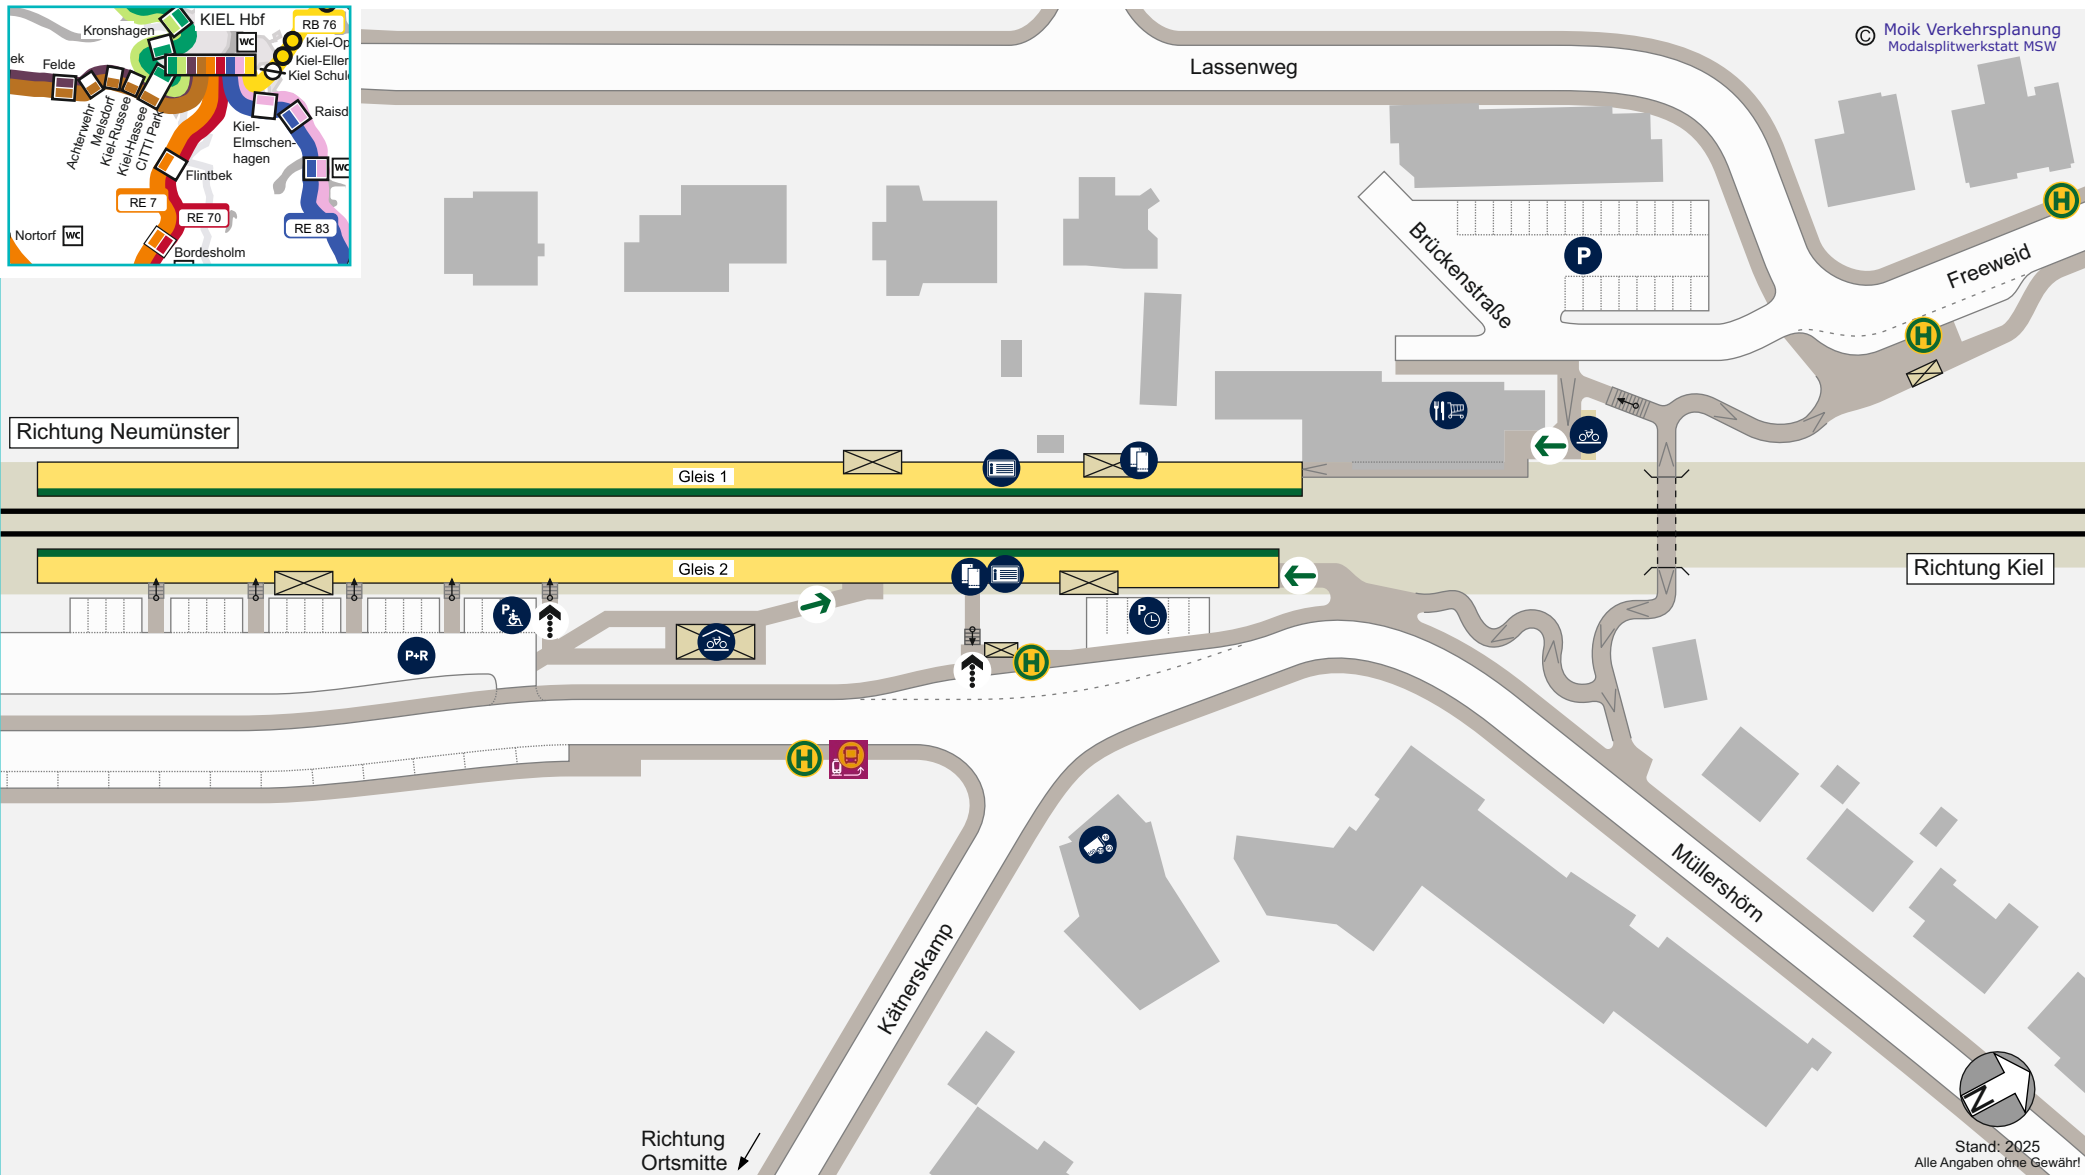 Kronshagen
KIEL Hbf
WC
RB 76
Kiel-Op
Kiel-Eller
Kiel Schul
ek
Felde
Achterwehr
Melsdorf
Kiel-Russee
Kiel-Hassee
CITTI Park
Kiel-
Elmschen-
hagen
Raisd
WC
Flintbek
RE 7
RE 70
RE 83
Nortorf
WC
Bordesholm
© Moik Verkehrsplanung
Modalsplitwerkstatt MSW
Lassenweg
H
Brückenstraße
P
Freeweid
H
Richtung Neumünster
Gleis 1
Gleis 2
Richtung Kiel
P
P
P+R
H
H
Kätnerskamp
Müllershörn
Richtung
Ortsmitte
N
Stand: 2025
Alle Angaben ohne Gewähr!